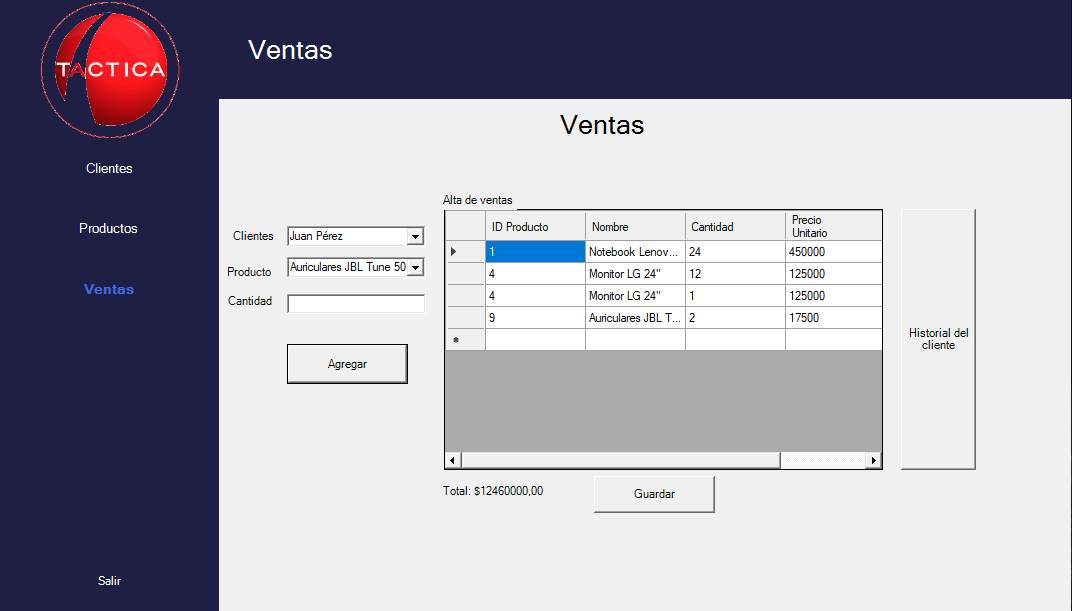 TACTICA
Ventas
Clientes
Productos
Ventas
Salir
Ventas
Clientes
Juan Pérez
Producto
Auriculares JBL Tune 50
Cantidad
Agregar
Alta de ventas
ID Producto Nombre Cantidad Precio Unitario
1 Notebook Lenov... 24 450000
4 Monitor LG 24" 12 125000
4 Monitor LG 24" 1 125000
9 Auriculares JBL T... 2 17500
Total: $12460000,00
Guardar
Historial del
cliente